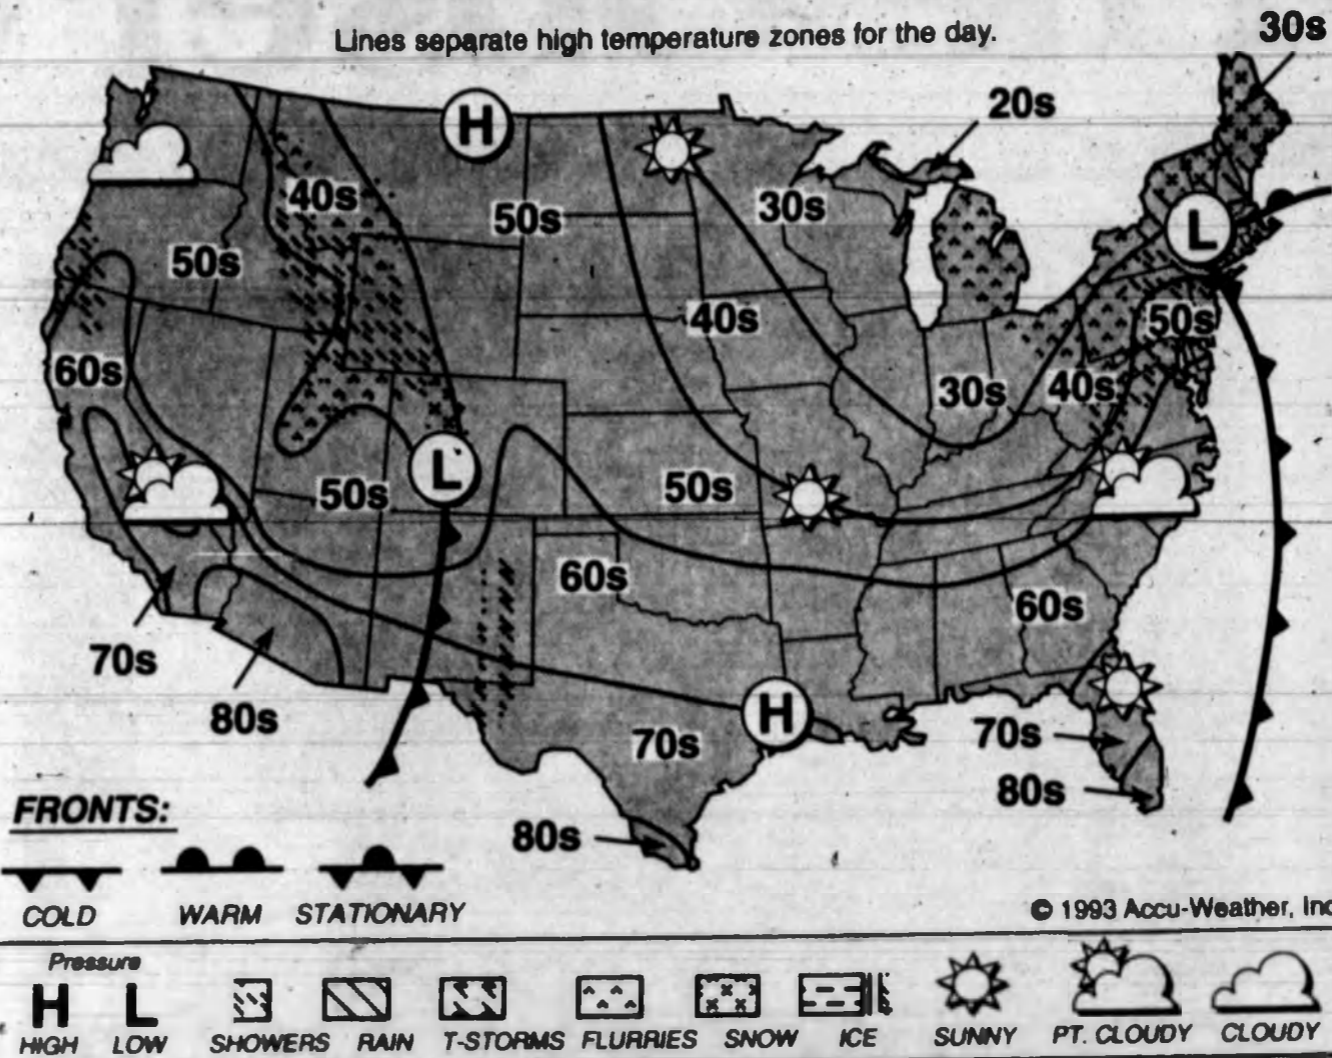 Lines separate high temperature zones for the day.
30s
20s
H
40s
50s
30s
L
50s
40s
50s
60s
30s
40s
L
50s
50s
60s
60s
70s
80s
H
70s
70s
80s
80s
FRONTS:
COLD WARM STATIONARY
© 1993 Accu-Weather, Inc
Pressure
H L
HIGH LOW SHOWERS RAIN T-STORMS FLURRIES SNOW ICE SUNNY PT. CLOUDY CLOUDY